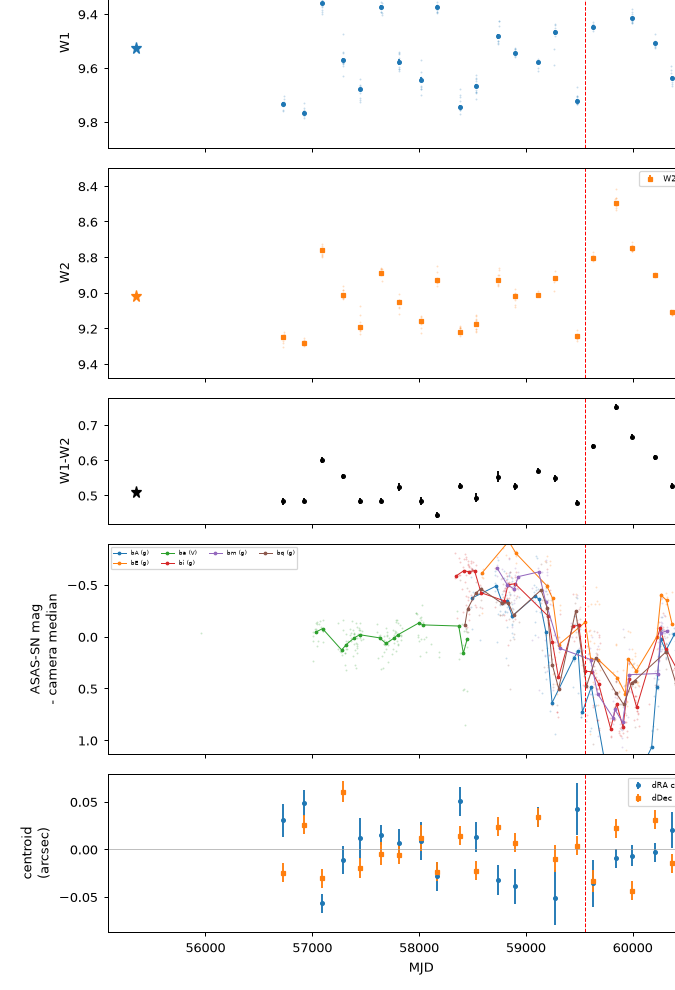 9.4
9.6
9.8
W1
8.4
8.6
8.8
9.0
9.2
9.4
W2
W2
0.7
0.6
0.5
W1-W2
bA (g)
ba (V)
bm (g)
bq (g)
bE (g)
bi (g)
−0.5
0.0
0.5
1.0
ASAS-SN mag
- camera median
dRA c
dDec
0.05
0.00
−0.05
centroid
(arcsec)
56000
57000
58000
59000
60000
MJD